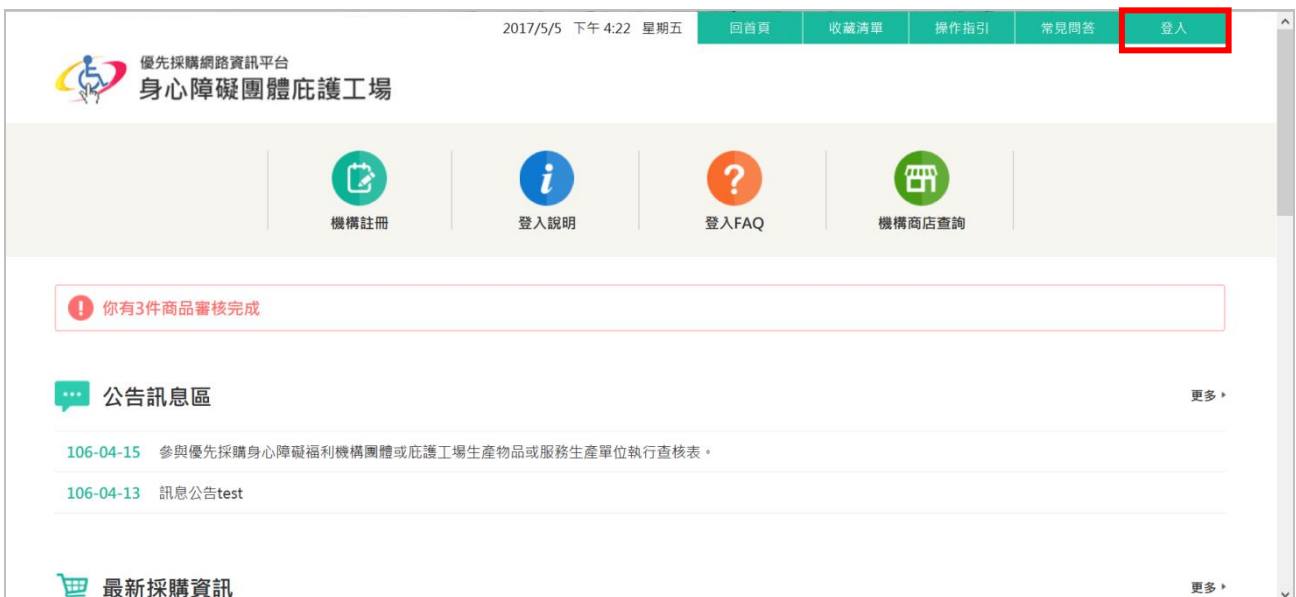 2017/5/5 下午 4:22 星期五 回首頁 收藏清單 操作指引 常見問答 登入
優先採購網路資訊平台
身心障礙團體庇護工場
機構註冊 登入說明 登入FAQ 機構商店查詢
你有3件商品審核完成
公告訊息區 更多
106-04-15 參與優先採購身心障礙福利機構團體或庇護工場生產物品或服務生產單位執行查核表。
106-04-13 訊息公告test
最新採購資訊 更多